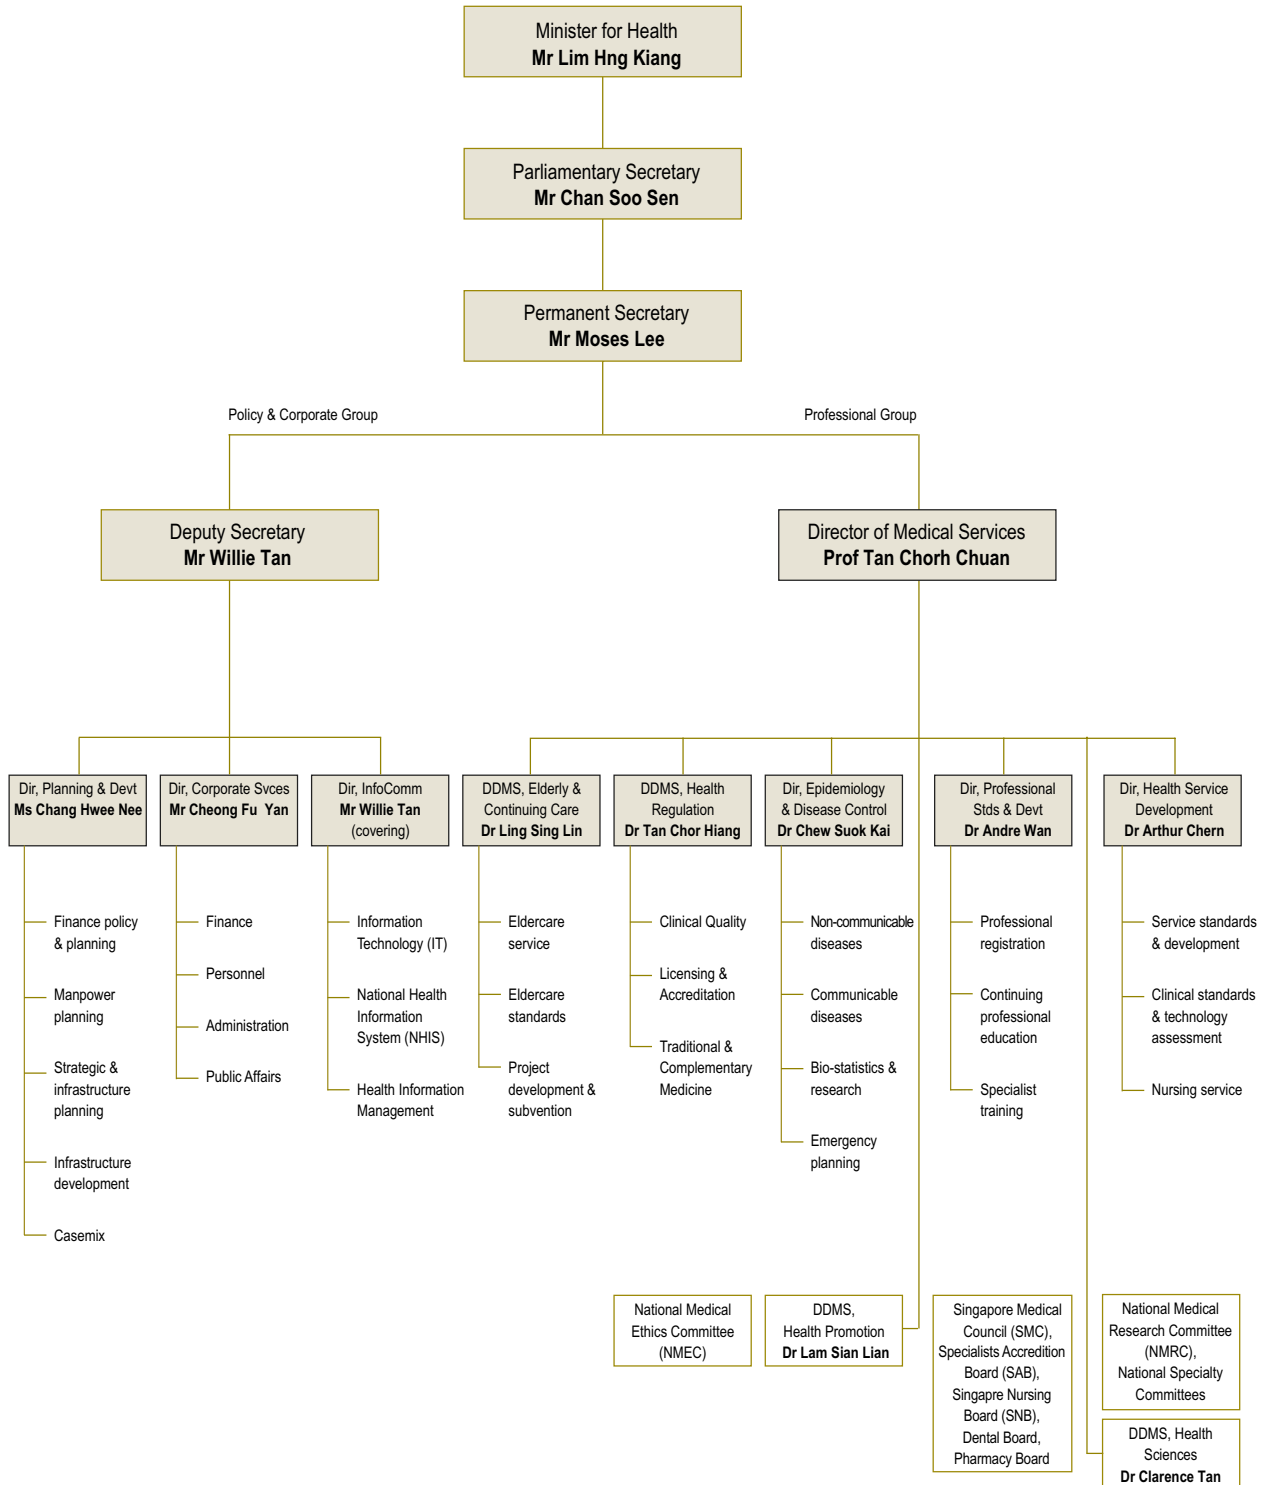 Minister for Health
Mr Lim Hng Kiang
Parliamentary Secretary
Mr Chan Soo Sen
Permanent Secretary
Mr Moses Lee
Policy & Corporate Group
Professional Group
Deputy Secretary
Mr Willie Tan
Director of Medical Services
Prof Tan Chorh Chuan
Dir, Planning & Devt
Ms Chang Hwee Nee
Finance policy
& planning
Manpower
planning
Strategic &
infrastructure
planning
Infrastructure
development
Casemix
Dir, Corporate Svces
Mr Cheong Fu Yan
Finance
Personnel
Administration
Public Affairs
Dir, InfoComm
Mr Willie Tan
(covering)
Information
Technology (IT)
National Health
Information
System (NHIS)
Health Information
Management
DDMS, Elderly &
Continuing Care
Dr Ling Sing Lin
Eldercare
service
Eldercare
standards
Project
development &
subvention
DDMS, Health
Regulation
Dr Tan Chor Hiang
Clinical Quality
Licensing &
Accreditation
Traditional &
Complementary
Medicine
Dir, Epidemiology
& Disease Control
Dr Chew Suok Kai
Non-communicable
diseases
Communicable
diseases
Bio-statistics &
research
Emergency
planning
Dir, Professional
Stds & Devt
Dr Andre Wan
Professional
registration
Continuing
professional
education
Specialist
training
Dir, Health Service
Development
Dr Arthur Chern
Service standards
& development
Clinical standards
& technology
assessment
Nursing service
National Medical
Ethics Committee
(NMEC)
DDMS,
Health Promotion
Dr Lam Sian Lian
Singapore Medical
Council (SMC),
Specialists Accredition
Board (SAB),
Singapre Nursing
Board (SNB),
Dental Board,
Pharmacy Board
National Medical
Research Committee
(NMRC),
National Specialty
Committees
DDMS, Health
Sciences
Dr Clarence Tan